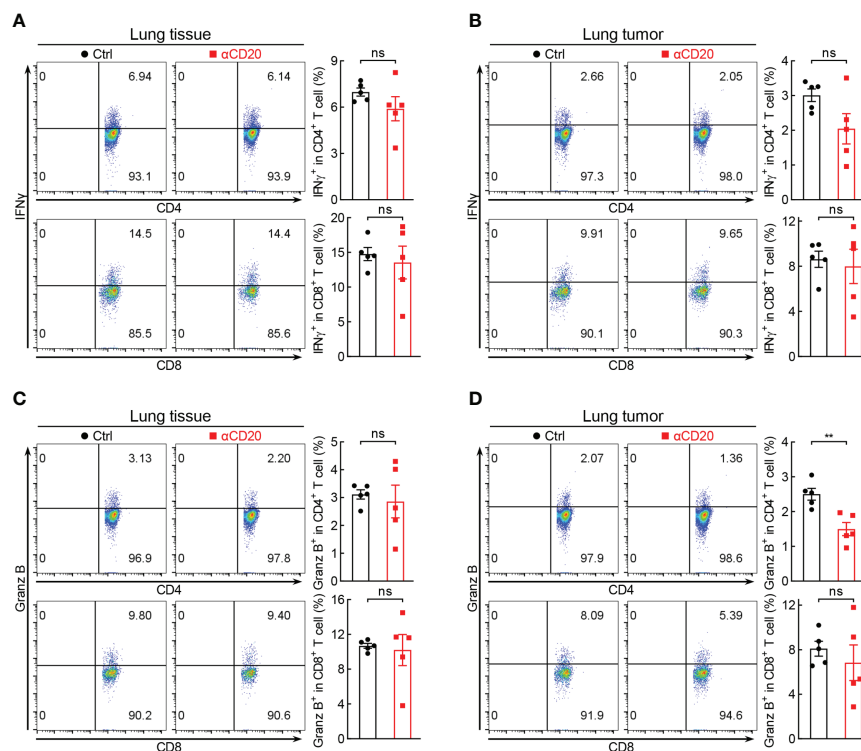 A
Lung tissue
● Ctrl ■ αCD20
IFNγ
0 6.94 0 6.14
0 93.1 0 93.9
CD4
0 14.5 0 14.4
0 85.5 0 85.6
CD8
IFNγ⁺ in CD4⁺ T cell (%)
9
6
3
0
ns
IFNγ⁺ in CD8⁺ T cell (%)
20
15
10
5
0
ns
B
Lung tumor
● Ctrl ■ αCD20
IFNγ
0 2.66 0 2.05
0 97.3 0 98.0
CD4
0 9.91 0 9.65
0 90.1 0 90.3
CD8
IFNγ⁺ in CD4⁺ T cell (%)
4
3
2
1
0
ns
IFNγ⁺ in CD8⁺ T cell (%)
12
9
6
3
0
ns
C
Lung tissue
● Ctrl ■ αCD20
Granz B
0 3.13 0 2.20
0 96.9 0 97.8
CD4
0 9.80 0 9.40
0 90.2 0 90.6
CD8
Granz B⁺ in CD4⁺ T cell (%)
5
4
3
2
1
0
ns
Granz B⁺ in CD8⁺ T cell (%)
16
12
8
4
0
ns
D
Lung tumor
● Ctrl ■ αCD20
Granz B
0 2.07 0 1.36
0 97.9 0 98.6
CD4
0 8.09 0 5.39
0 91.9 0 94.6
CD8
Granz B⁺ in CD4⁺ T cell (%)
4
3
2
1
0
**
Granz B⁺ in CD8⁺ T cell (%)
12
8
4
0
ns